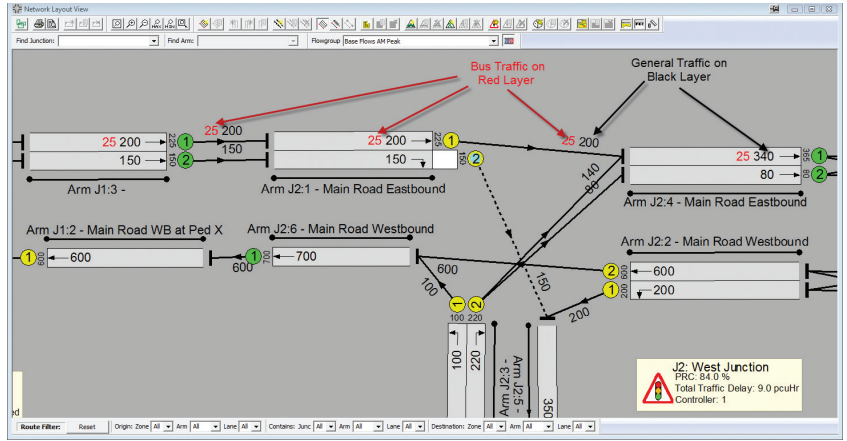 Network Layout View
Find Junction: Find Arm: Flowgroup Base Flows AM Peak
Bus Traffic on
Red Layer
General Traffic on
Black Layer
25 200
150
225
150
1
2
Arm J1:3 -
25 200
150
25 200
150
225
150
1
2
Arm J2:1 - Main Road Eastbound
25 200
140
80
25 340
80
365
80
1
2
Arm J2:4 - Main Road Eastbound
Arm J1:2 - Main Road WB at Ped X
1
600
600
600
1
Arm J2:6 - Main Road Westbound
700
700
600
100
150
200
Arm J2:2 - Main Road Westbound
2
1
600
200
600
200
1
2
100 220
100
220
Arm J2:3 -
Arm J2:5 -
350
J2: West Junction
PRC: 84.0 %
Total Traffic Delay: 9.0 pcuHr
Controller: 1
ed
Route Filter: Reset Origin: Zone All Arm All Lane All Contains: Junc All Arm All Lane All Destination: Zone All Arm All Lane All